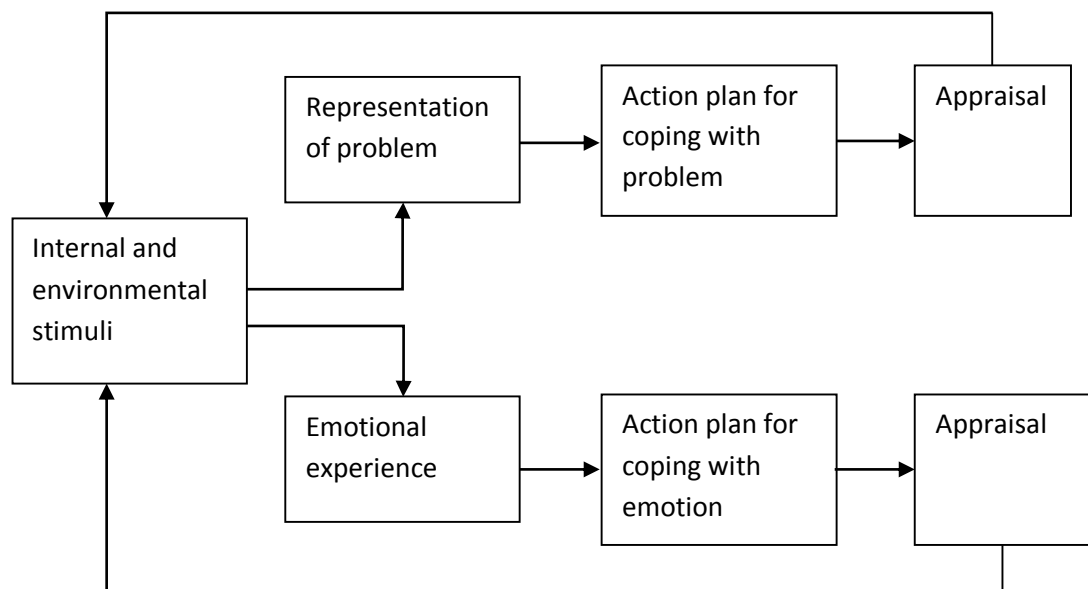 Representation
of problem
Action plan for
coping with
problem
Appraisal
Internal and
environmental
stimuli
Emotional
experience
Action plan for
coping with
emotion
Appraisal